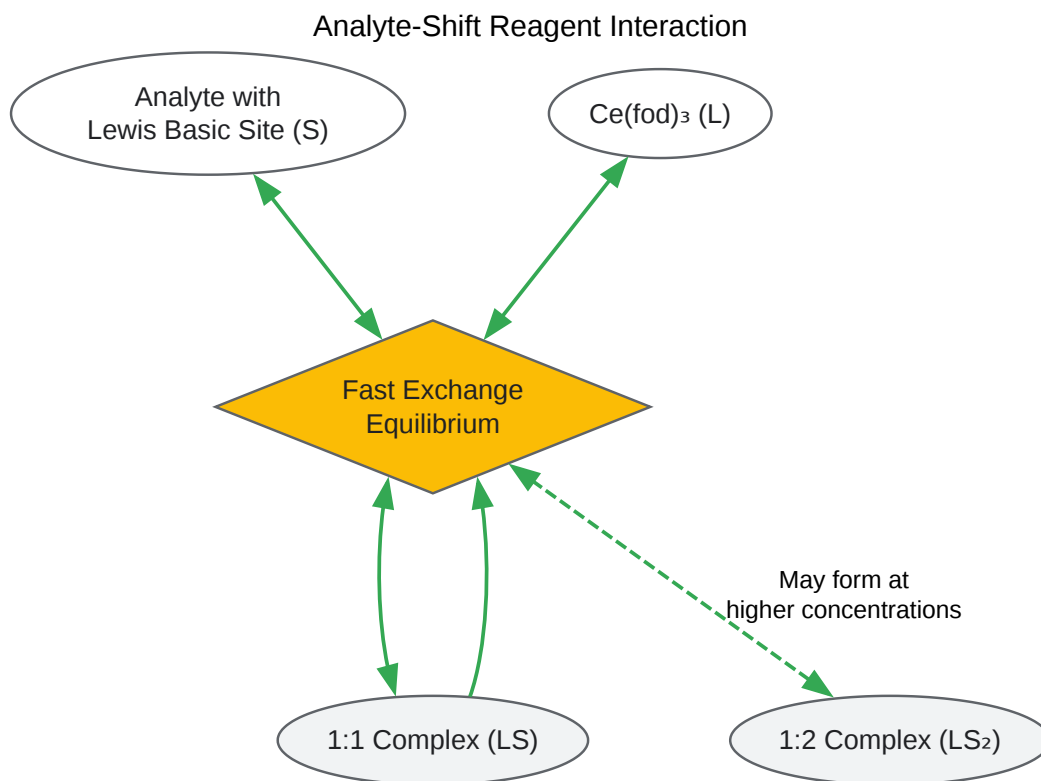 Analyte-Shift Reagent Interaction
Analyte with
Lewis Basic Site (S)
Ce(fod)₃ (L)
Fast Exchange
Equilibrium
May form at
higher concentrations
1:1 Complex (LS)
1:2 Complex (LS₂)